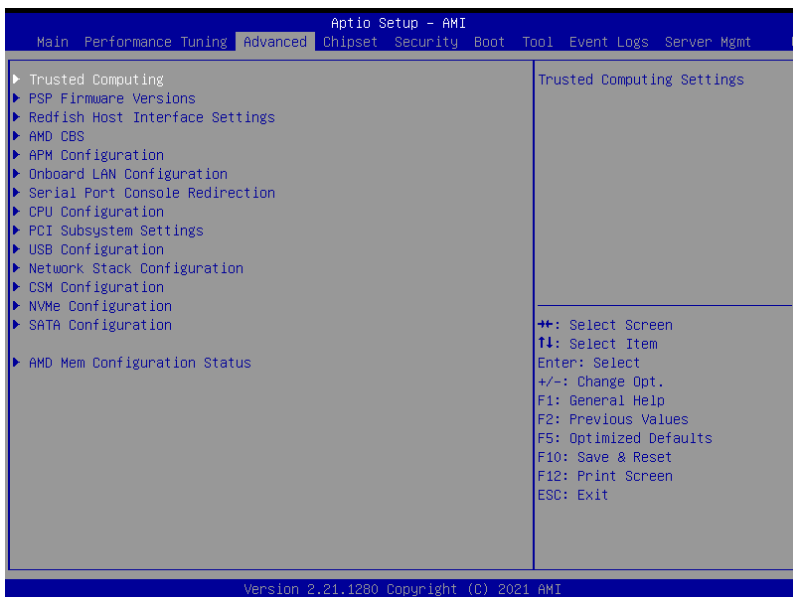 Aptio Setup – AMI
Main Performance Tuning Advanced Chipset Security Boot Tool Event Logs Server Mgmt
Trusted Computing
PSP Firmware Versions
Redfish Host Interface Settings
AMD CBS
APM Configuration
Onboard LAN Configuration
Serial Port Console Redirection
CPU Configuration
PCI Subsystem Settings
USB Configuration
Network Stack Configuration
CSM Configuration
NVMe Configuration
SATA Configuration
AMD Mem Configuration Status
Trusted Computing Settings
→←: Select Screen
↑↓: Select Item
Enter: Select
+/-: Change Opt.
F1: General Help
F2: Previous Values
F5: Optimized Defaults
F10: Save & Reset
F12: Print Screen
ESC: Exit
Version 2.21.1280 Copyright (C) 2021 AMI